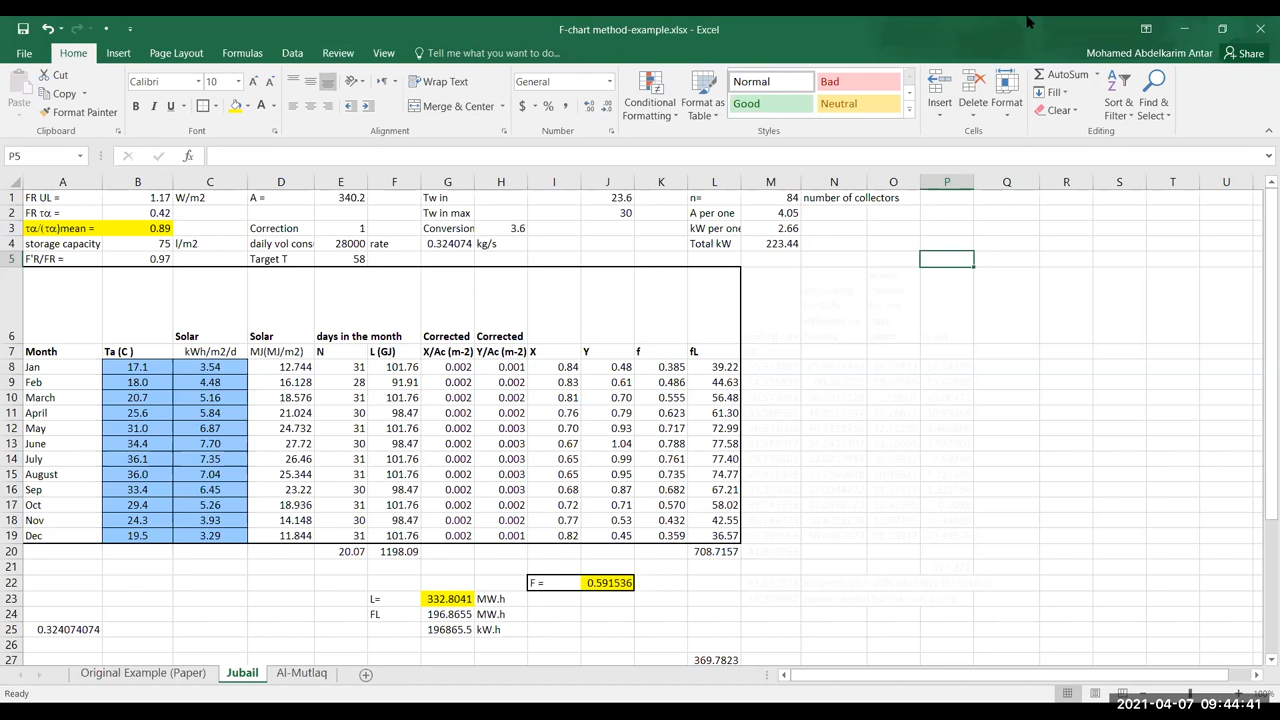 F-chart method-example.xlsx - Excel
File Home Insert Page Layout Formulas Data Review View Tell me what you want to do... Mohamed Abdelkarim Antar Share
Cut Calibri 10 Wrap Text General Normal Bad AutoSum
Paste Copy Conditional Format as Insert Delete Format Fill Sort & Find &
Format Painter Merge & Center Formatting Table Good Neutral Clear Filter Select
Clipboard Font Alignment Number Styles Cells Editing
P5 fx
A B C D E F G H I J K L M N O P Q R S T U
1 FR UL = 1.17 W/m2 A = 340.2 Tw in 23.6 n= 84 number of collectors
2 FR τα = 0.42 Tw in max 30 A per one 4.05
3 τα/(τα)mean = 0.89 Correction 1 Conversion 3.6 kW per one 2.66
4 storage capacity 75 l/m2 daily vol cons 28000 rate 0.324074 kg/s Total kW 223.44
5 F'R/FR = 0.97 Target T 58
6 Solar Solar days in the month Corrected Corrected
7 Month Ta (C ) kWh/m2/d MJ(MJ/m2) N L (GJ) X/Ac (m-2) Y/Ac (m-2) X Y f fL
8 Jan 17.1 3.54 12.744 31 101.76 0.002 0.001 0.84 0.48 0.385 39.22
9 Feb 18.0 4.48 16.128 28 91.91 0.002 0.002 0.83 0.61 0.486 44.63
10 March 20.7 5.16 18.576 31 101.76 0.002 0.002 0.81 0.70 0.555 56.48
11 April 25.6 5.84 21.024 30 98.47 0.002 0.002 0.76 0.79 0.623 61.30
12 May 31.0 6.87 24.732 31 101.76 0.002 0.003 0.70 0.93 0.717 72.99
13 June 34.4 7.70 27.72 30 98.47 0.002 0.003 0.67 1.04 0.788 77.58
14 July 36.1 7.35 26.46 31 101.76 0.002 0.003 0.65 0.99 0.761 77.40
15 August 36.0 7.04 25.344 31 101.76 0.002 0.003 0.65 0.95 0.735 74.77
16 Sep 33.4 6.45 23.22 30 98.47 0.002 0.003 0.68 0.87 0.682 67.21
17 Oct 29.4 5.26 18.936 31 101.76 0.002 0.002 0.72 0.71 0.570 58.02
18 Nov 24.3 3.93 14.148 30 98.47 0.002 0.002 0.77 0.53 0.432 42.55
19 Dec 19.5 3.29 11.844 31 101.76 0.002 0.001 0.82 0.45 0.359 36.57
20 20.07 1198.09 708.7157
21
22 F = 0.591536
23 L= 332.8041 MW.h
24 FL 196.8655 MW.h
25 0.324074074 196865.5 kW.h
26
27 369.7823
Original Example (Paper) Jubail Al-Mutlaq
Ready 100%
2021-04-07 09:44:41